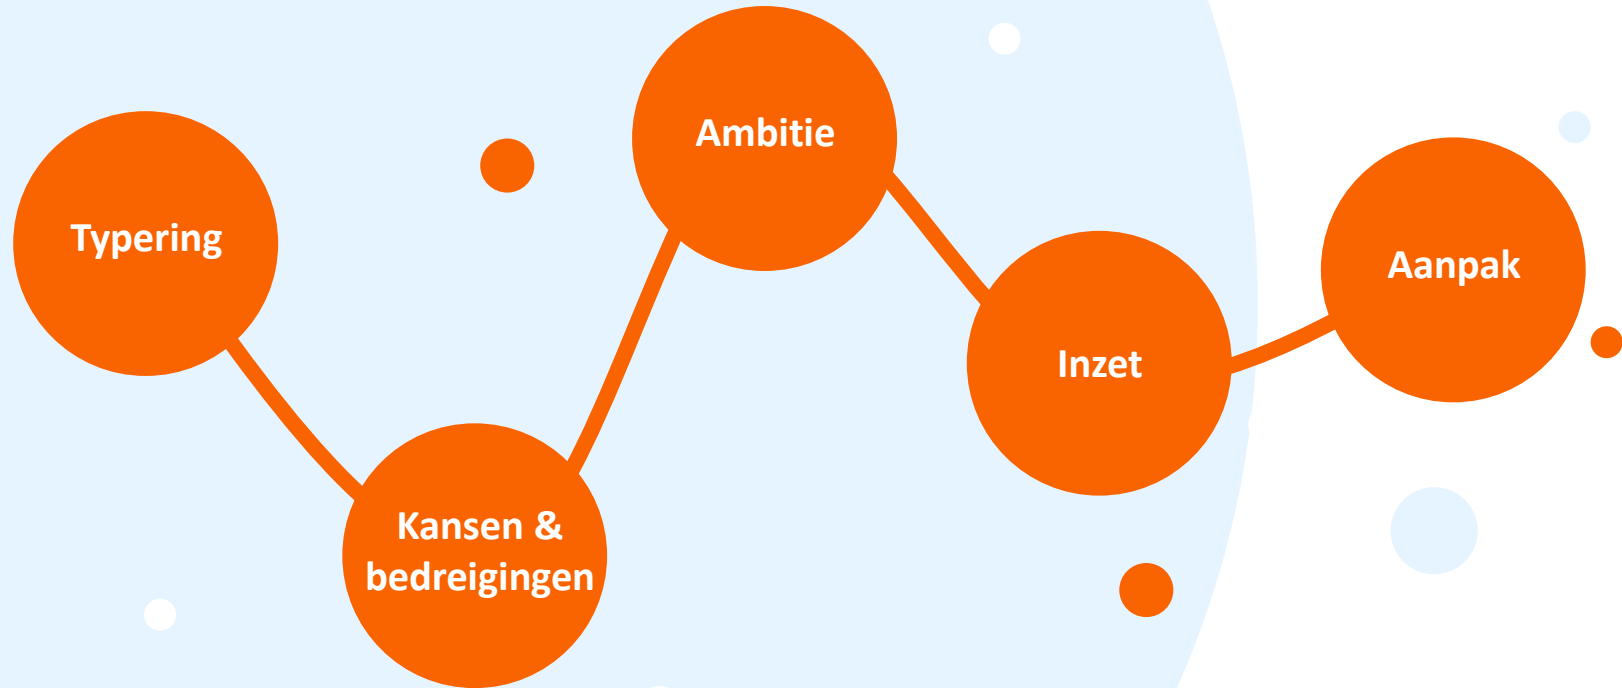 Typering
Kansen &
bedreigingen
Ambitie
Inzet
Aanpak